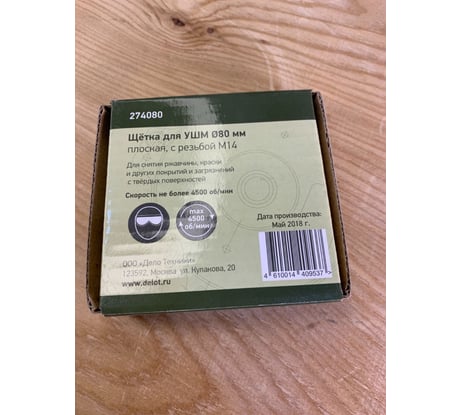 274080
Щётка для УШМ Ø80 мм
плоская, с резьбой М14
Для снятия ржавчины, краски
и других покрытий и загрязнений
с твёрдых поверхностей
Скорость не более 4500 об/мин
max
4500
об/мин
Дата производства:
Май 2018 г.
ООО «Дело Техники»
123592, Москва ул. Кулакова, 20
www.delot.ru
4 610014 409537 >